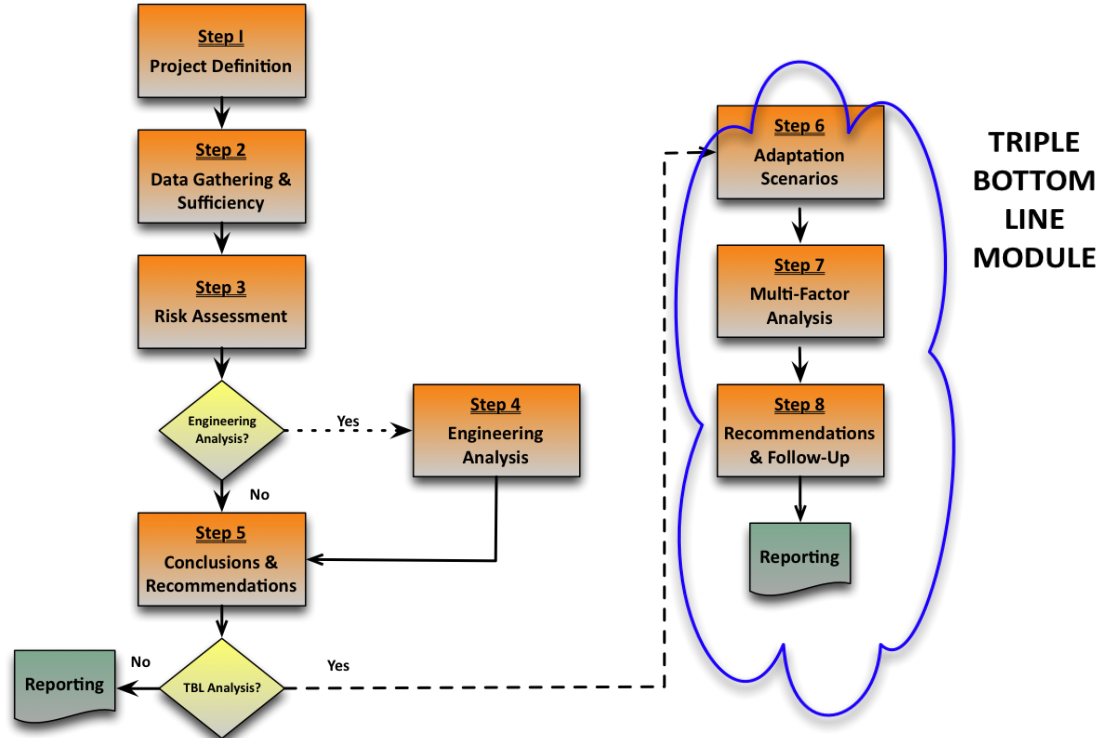 Step I
Project Definition
Step 2
Data Gathering &
Sufficiency
Step 3
Risk Assessment
Engineering
Analysis?
Yes
No
Step 4
Engineering
Analysis
Step 5
Conclusions &
Recommendations
TBL Analysis?
No
Yes
Reporting
Step 6
Adaptation
Scenarios
Step 7
Multi-Factor
Analysis
Step 8
Recommendations
& Follow-Up
Reporting
TRIPLE
BOTTOM
LINE
MODULE